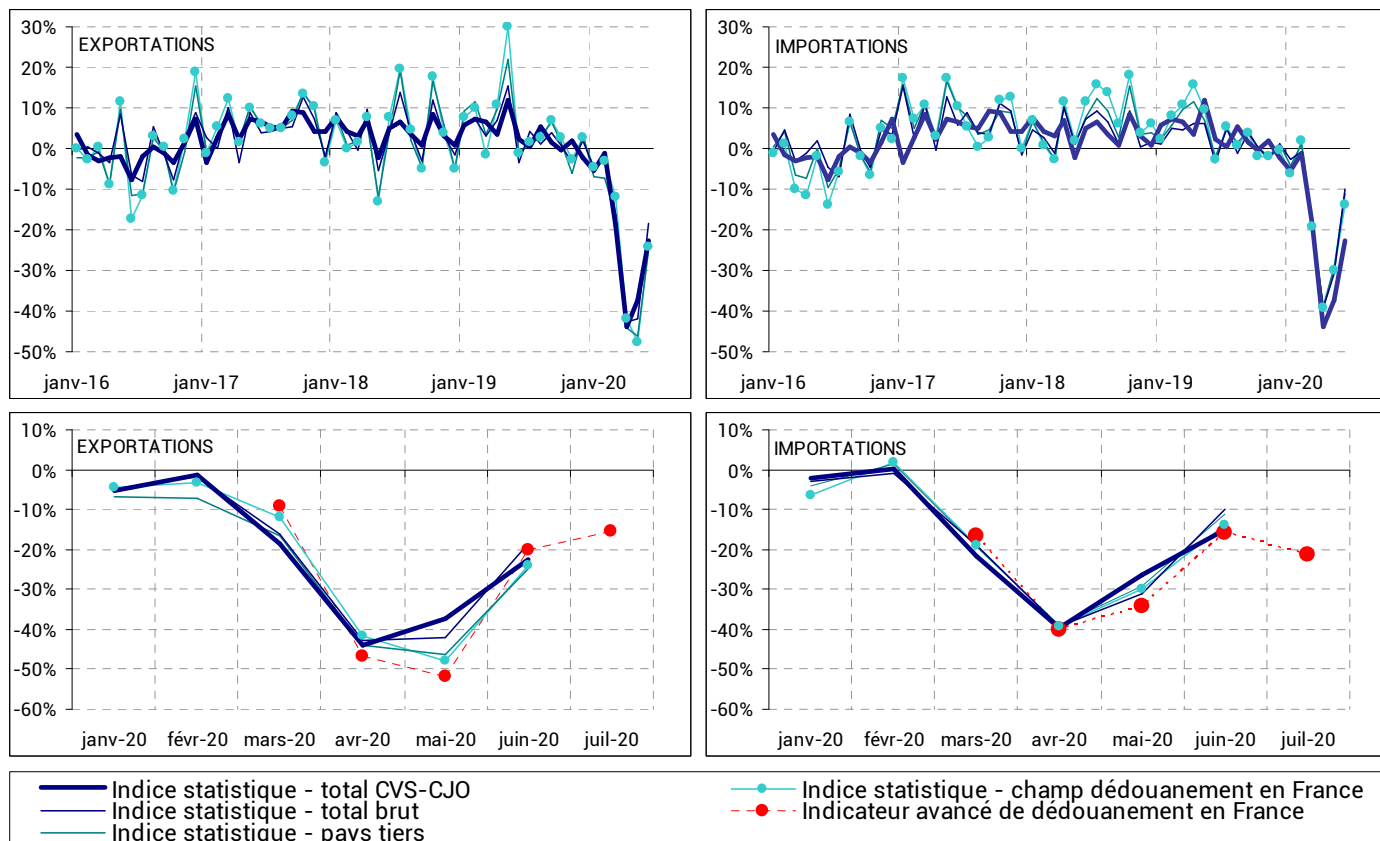 EXPORTATIONS
30%
20%
10%
0%
-10%
-20%
-30%
-40%
-50%
janv-16 janv-17 janv-18 janv-19 janv-20
IMPORTATIONS
30%
20%
10%
0%
-10%
-20%
-30%
-40%
-50%
janv-16 janv-17 janv-18 janv-19 janv-20
EXPORTATIONS
10%
0%
-10%
-20%
-30%
-40%
-50%
-60%
janv-20 févr-20 mars-20 avr-20 mai-20 juin-20 juil-20
IMPORTATIONS
10%
0%
-10%
-20%
-30%
-40%
-50%
-60%
janv-20 févr-20 mars-20 avr-20 mai-20 juin-20 juil-20
Indice statistique - total CVS-CJO
Indice statistique - total brut
Indice statistique - pays tiers
Indice statistique - champ dédouanement en France
Indicateur avancé de dédouanement en France